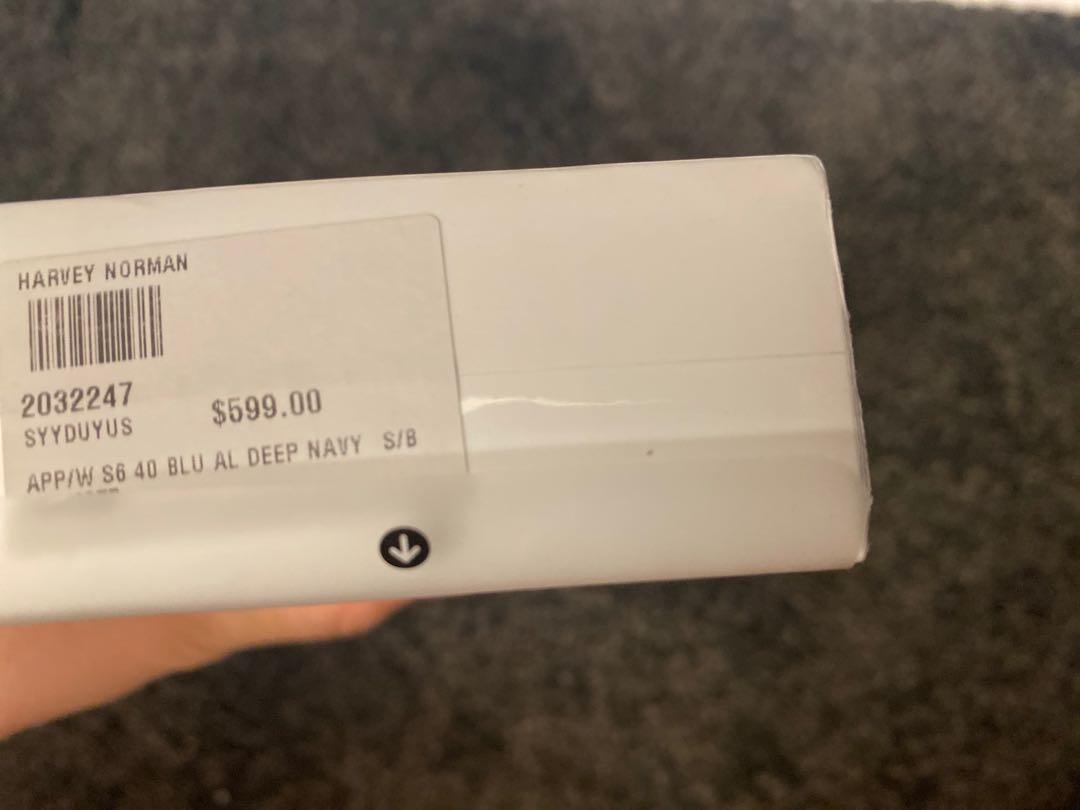 HARVEY NORMAN
2032247
$599.00
SYYDUYUS
APP/W S6 40 BLU AL DEEP NAVY S/B